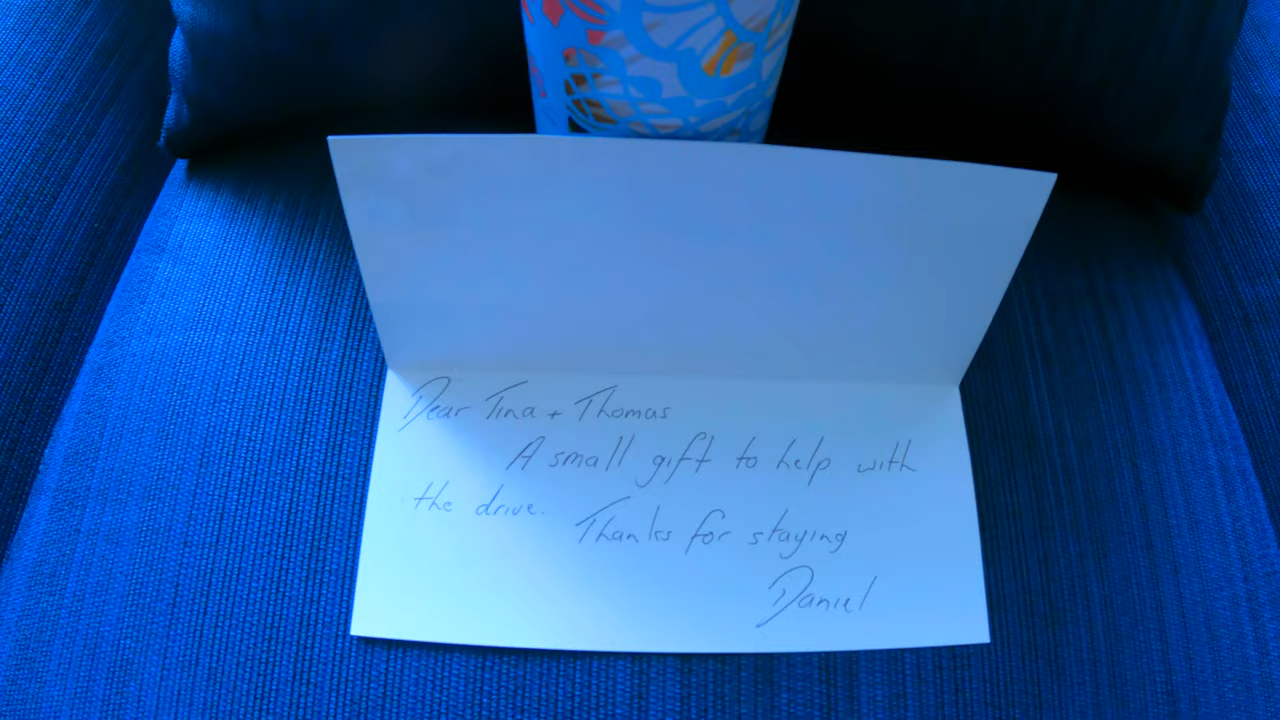 Dear Tina + Thomas
A small gift to help with
the drive.
Thanks for staying
Daniel